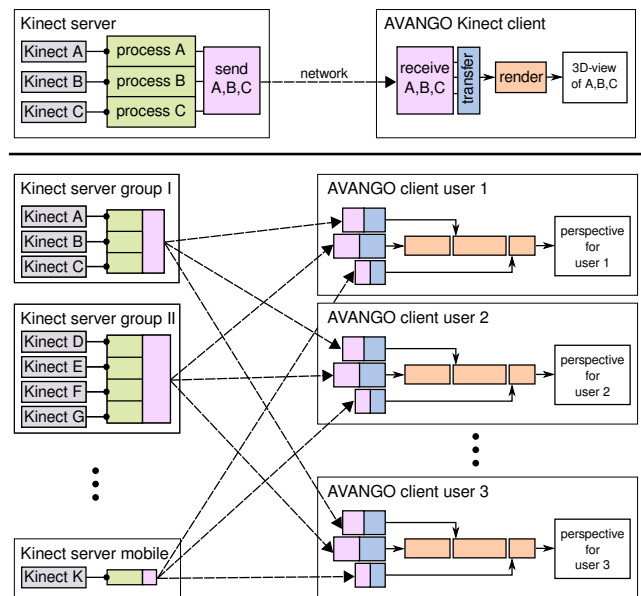 Kinect server
Kinect A
process A
Kinect B
process B
Kinect C
process C
send
A,B,C
network
AVANGO Kinect client
receive
A,B,C
transfer
render
3D-view
of A,B,C
Kinect server group I
Kinect A
Kinect B
Kinect C
Kinect server group II
Kinect D
Kinect E
Kinect F
Kinect G
Kinect server mobile
Kinect K
AVANGO client user 1
perspective
for
user 1
AVANGO client user 2
perspective
for
user 2
AVANGO client user 3
perspective
for
user 3